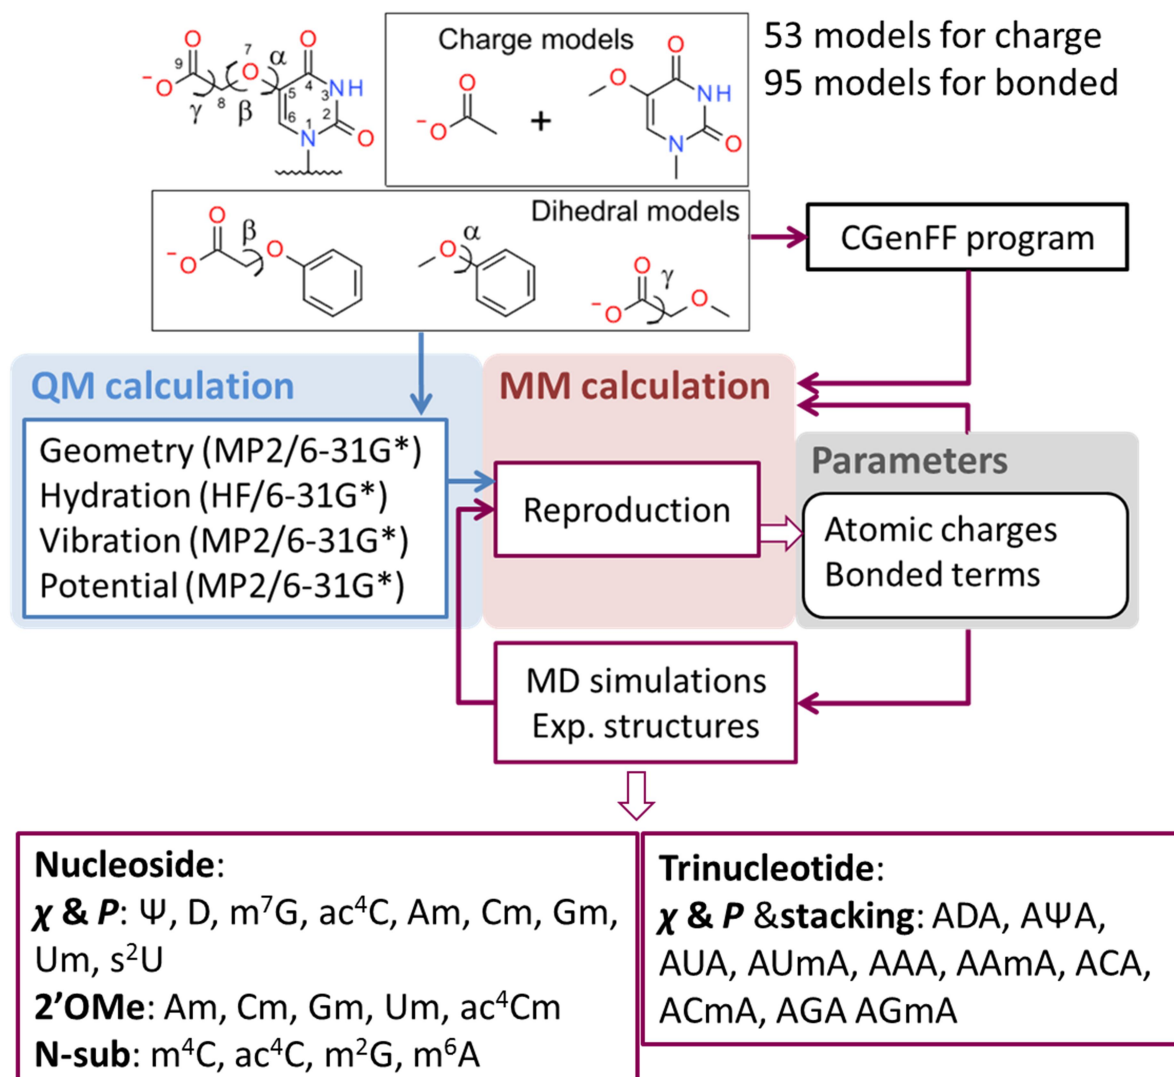 O
9
-O
γ
8
7
O
β
α
O
4
5
6
3
NH
2
1
N
O
Charge models
O
-O
+
O
O
NH
N
O
53 models for charge
95 models for bonded
Dihedral models
O
-O
β
O
O
α
O
-O
γ
O
CGenFF program
QM calculation
MM calculation
Geometry (MP2/6-31G*)
Hydration (HF/6-31G*)
Vibration (MP2/6-31G*)
Potential (MP2/6-31G*)
Reproduction
Parameters
Atomic charges
Bonded terms
MD simulations
Exp. structures
Nucleoside:
χ & P: Ψ, D, m⁷G, ac⁴C, Am, Cm, Gm,
Um, s²U
2’OMe: Am, Cm, Gm, Um, ac⁴Cm
N-sub: m⁴C, ac⁴C, m²G, m⁶A
Trinucleotide:
χ & P &stacking: ADA, AΨA,
AUA, AUmA, AAA, AAmA, ACA,
ACmA, AGA AGmA